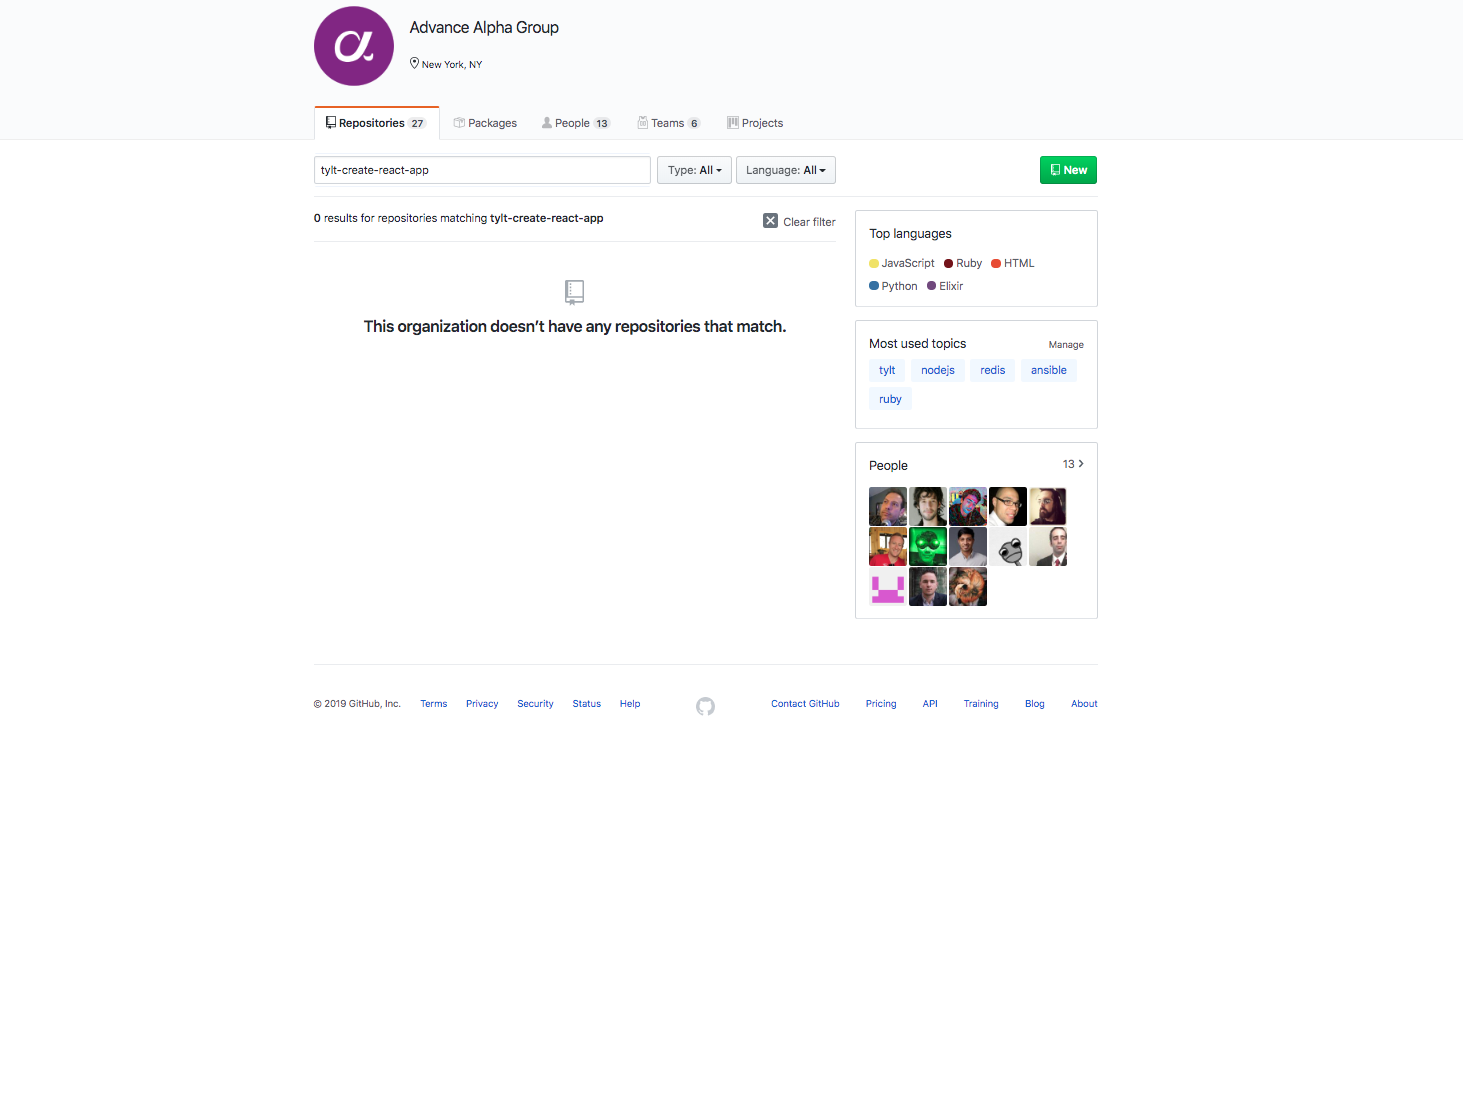 α
Advance Alpha Group
New York, NY
Repositories 27 Packages People 13 Teams 6 Projects
tylt-create-react-app Type: All Language: All New
0 results for repositories matching tylt-create-react-app Clear filter
This organization doesn’t have any repositories that match.
Top languages
JavaScript Ruby HTML
Python Elixir
Most used topics Manage
tylt nodejs redis ansible
ruby
People 13
© 2019 GitHub, Inc. Terms Privacy Security Status Help Contact GitHub Pricing API Training Blog About